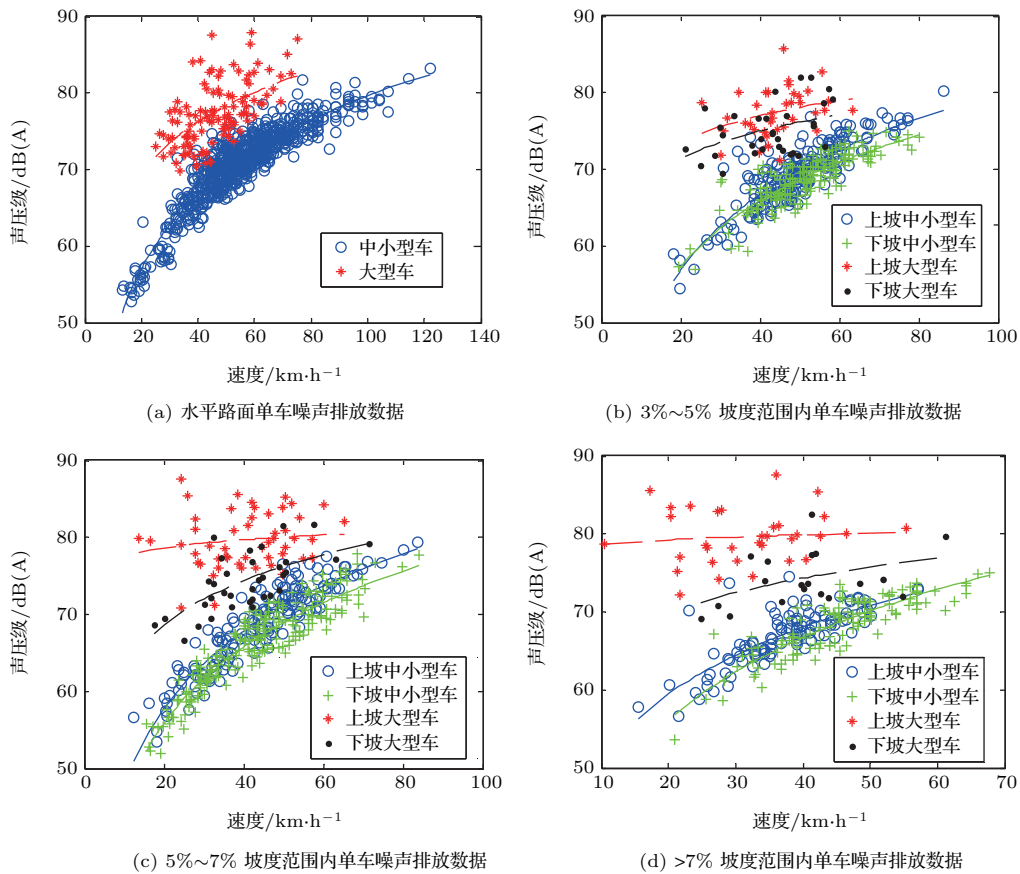 90
80
70
60
50
声压级/dB(A)
0 20 40 60 80 100 120 140
速度/km·h⁻¹
中小型车
大型车
(a) 水平路面单车噪声排放数据
90
80
70
60
50
声压级/dB(A)
0 20 40 60 80 100
速度/km·h⁻¹
上坡中小型车
下坡中小型车
上坡大型车
下坡大型车
(b) 3%~5% 坡度范围内单车噪声排放数据
90
80
70
60
50
声压级/dB(A)
0 20 40 60 80 100
速度/km·h⁻¹
上坡中小型车
下坡中小型车
上坡大型车
下坡大型车
(c) 5%~7% 坡度范围内单车噪声排放数据
90
80
70
60
50
声压级/dB(A)
10 20 30 40 50 60 70
速度/km·h⁻¹
上坡中小型车
下坡中小型车
上坡大型车
下坡大型车
(d) >7% 坡度范围内单车噪声排放数据